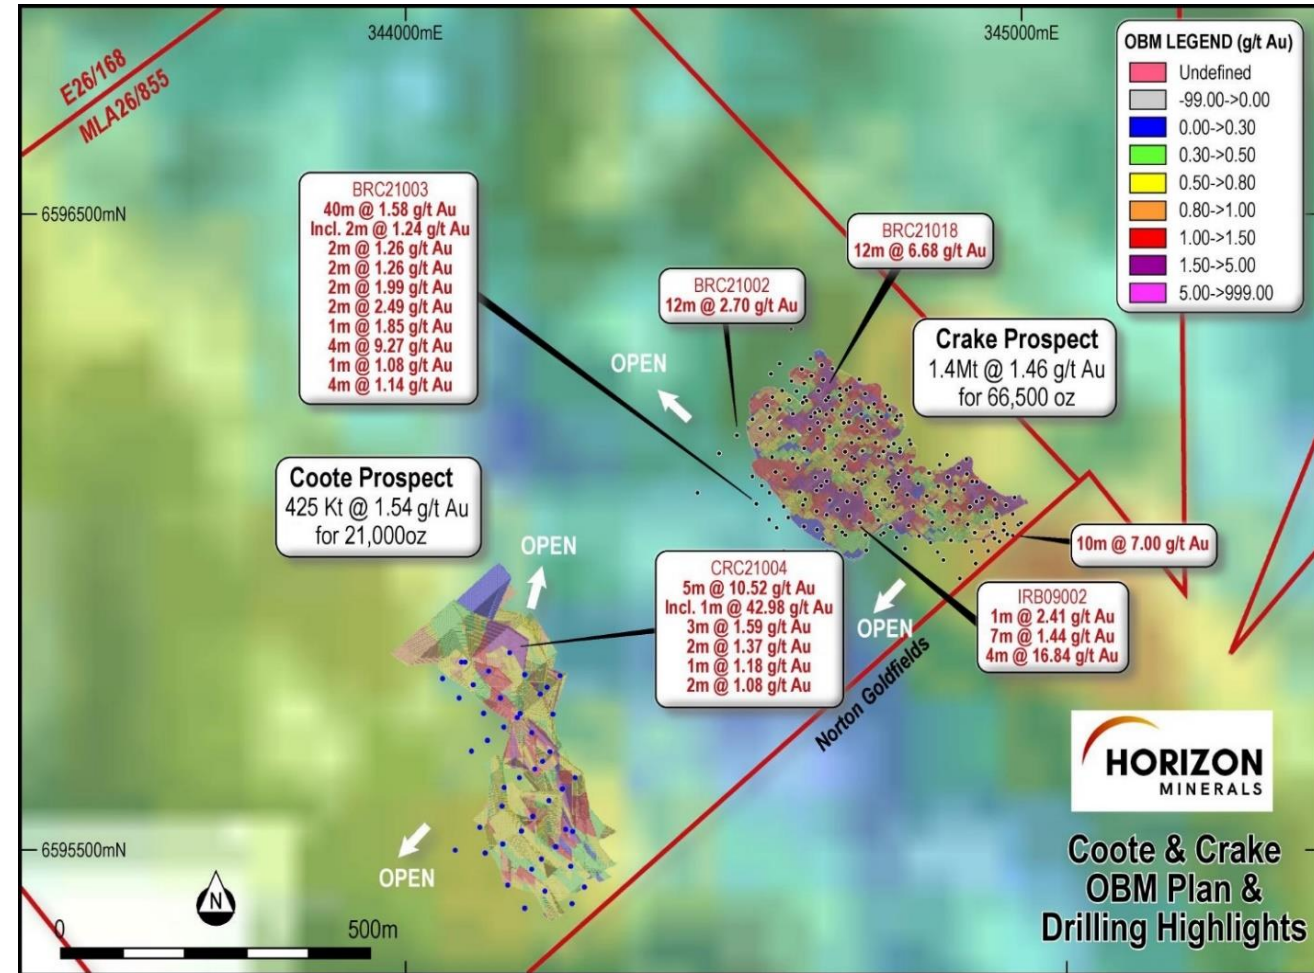 344000mE
345000mE
E26/168
MLA26/855
OBM LEGEND (g/t Au)
Undefined
-99.00->0.00
0.00->0.30
0.30->0.50
0.50->0.80
0.80->1.00
1.00->1.50
1.50->5.00
5.00->999.00
6596500mN
BRC21003
40m @ 1.58 g/t Au
Incl. 2m @ 1.24 g/t Au
2m @ 1.26 g/t Au
2m @ 1.26 g/t Au
2m @ 1.99 g/t Au
2m @ 2.49 g/t Au
1m @ 1.85 g/t Au
4m @ 9.27 g/t Au
1m @ 1.08 g/t Au
4m @ 1.14 g/t Au
BRC21018
12m @ 6.68 g/t Au
BRC21002
12m @ 2.70 g/t Au
Crake Prospect
1.4Mt @ 1.46 g/t Au
for 66,500 oz
OPEN
Coote Prospect
425 Kt @ 1.54 g/t Au
for 21,000oz
OPEN
10m @ 7.00 g/t Au
CRC21004
5m @ 10.52 g/t Au
Incl. 1m @ 42.98 g/t Au
3m @ 1.59 g/t Au
2m @ 1.37 g/t Au
1m @ 1.18 g/t Au
2m @ 1.08 g/t Au
IRB09002
1m @ 2.41 g/t Au
7m @ 1.44 g/t Au
4m @ 16.84 g/t Au
OPEN
Norton Goldfields
HORIZON
MINERALS
6595500mN
OPEN
Coote & Crake
OBM Plan &
Drilling Highlights
N
0
500m